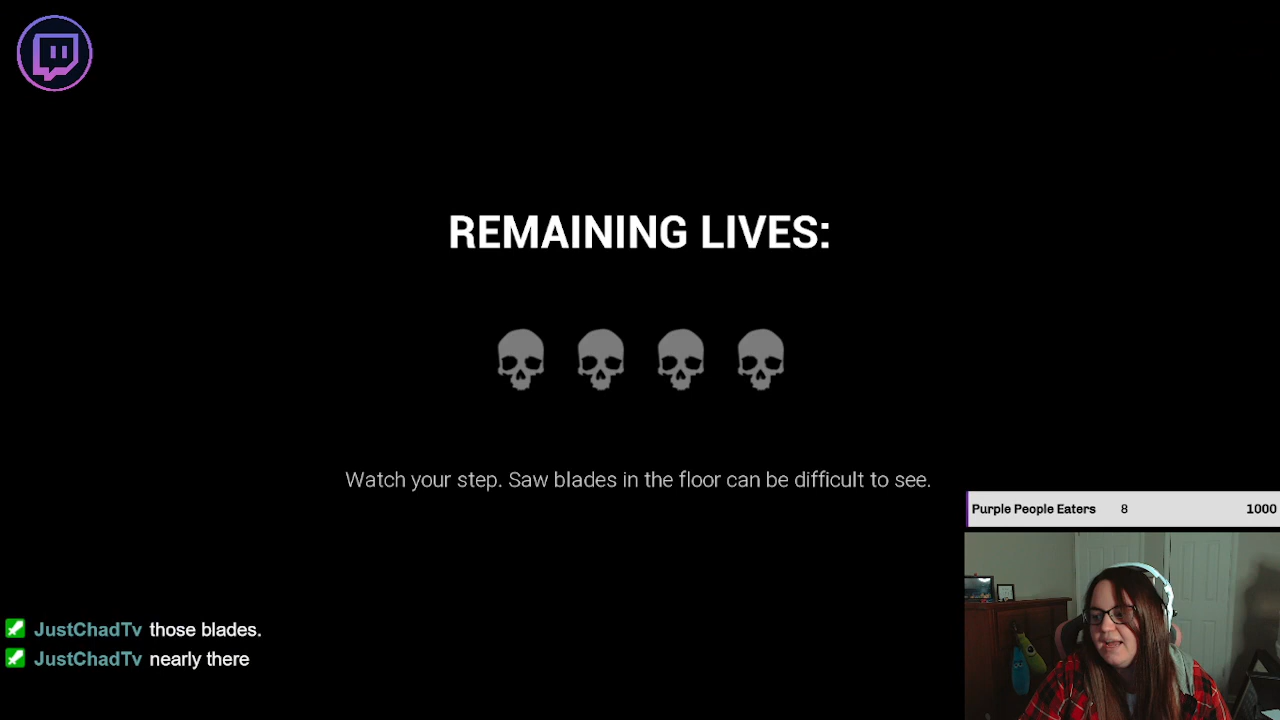 REMAINING LIVES:
Watch your step. Saw blades in the floor can be difficult to see.
Purple People Eaters 8 1000
JustChadTv those blades.
JustChadTv nearly there